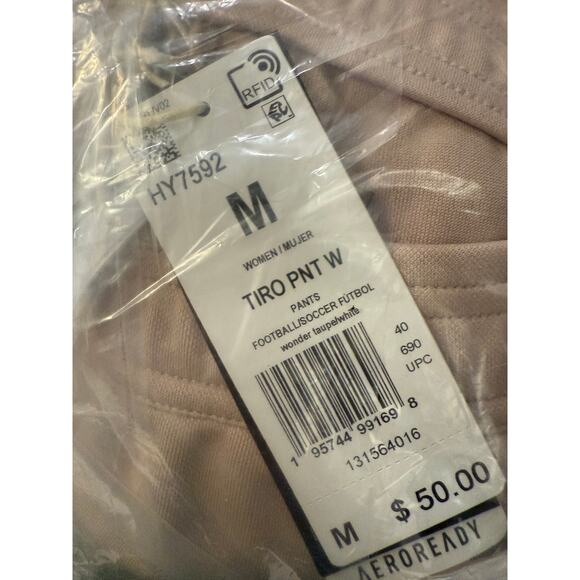 RFID
HY7592
M
WOMEN / MUJER
TIRO PNT W
PANTS
FOOTBALL/SOCCER FÚTBOL
wonder taupe/white
40
690
UPC
1 95744 99169 8
131564016
M $ 50.00
AEROREADY